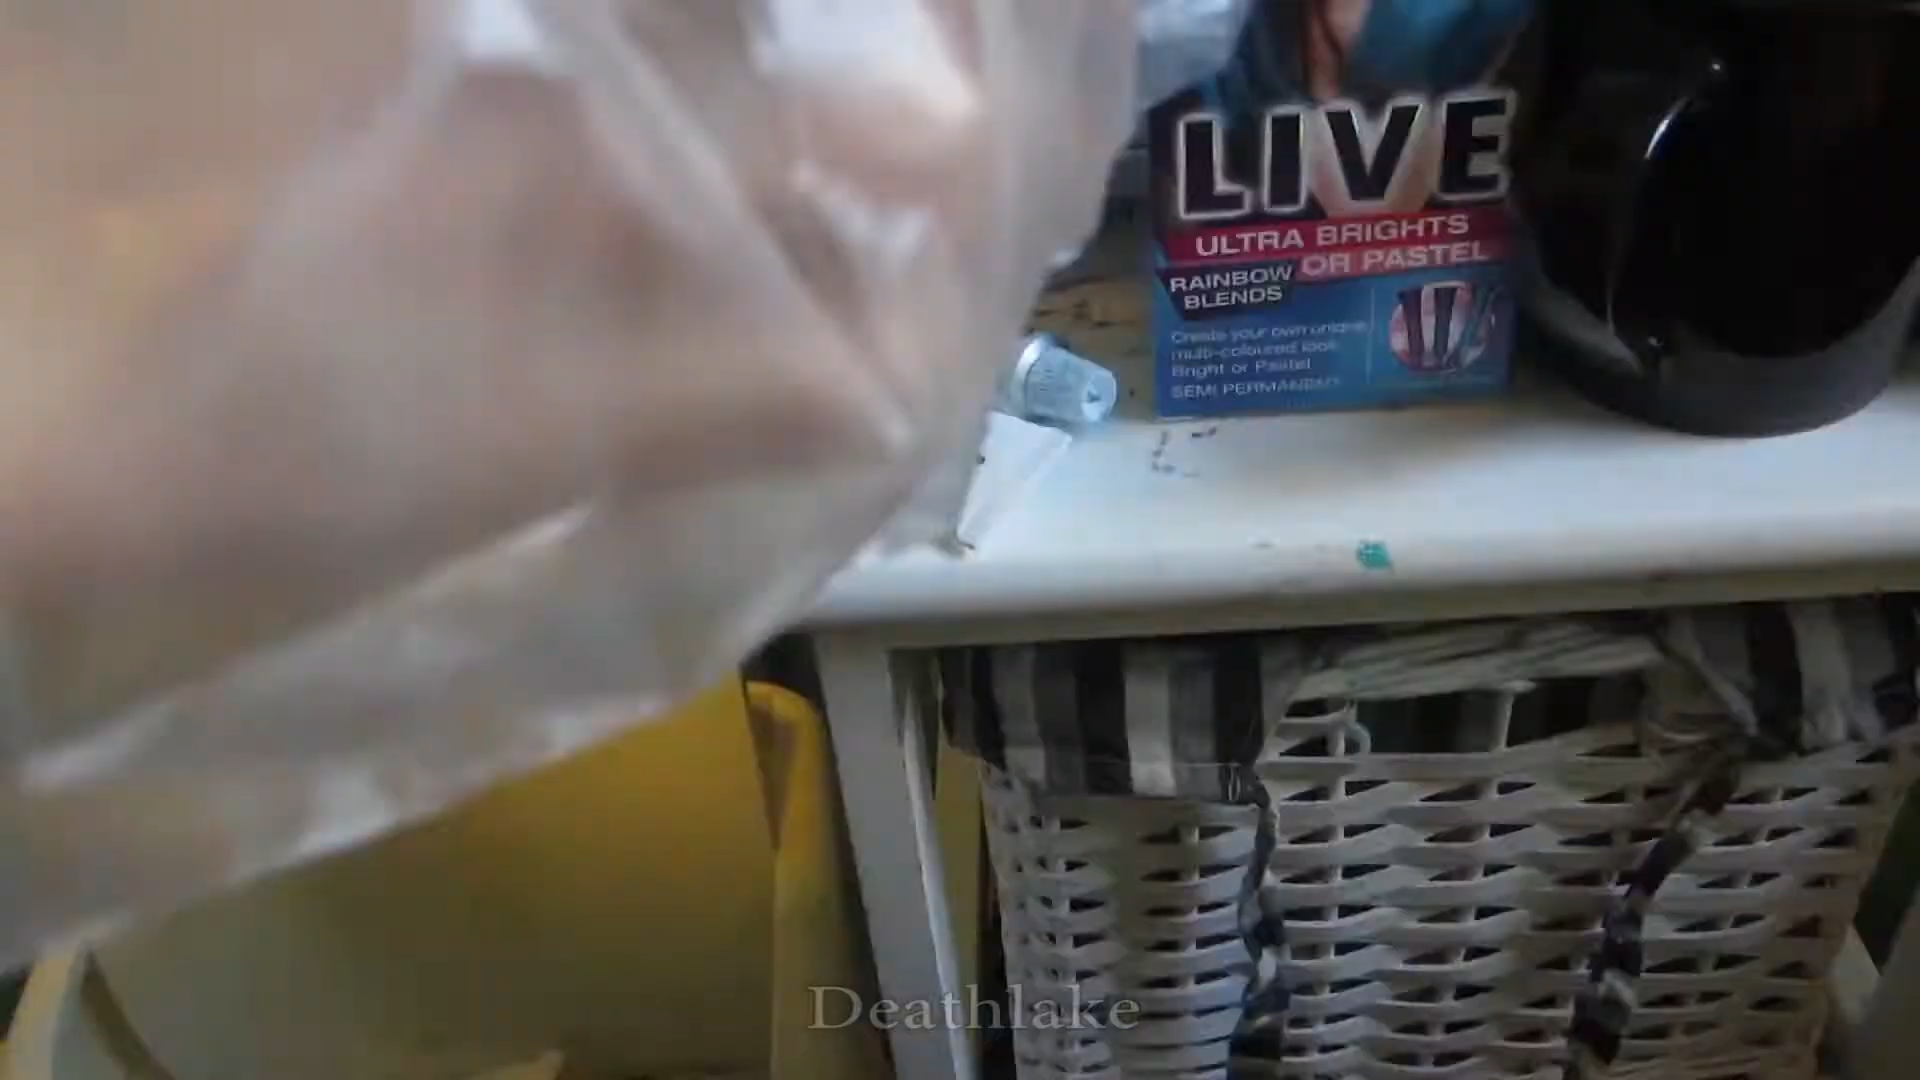 LIVE
ULTRA BRIGHTS
OR PASTEL
RAINBOW
BLENDS
Create your own unique
multi-coloured look
Bright or Pastel
SEMI PERMANENT
Deathlake